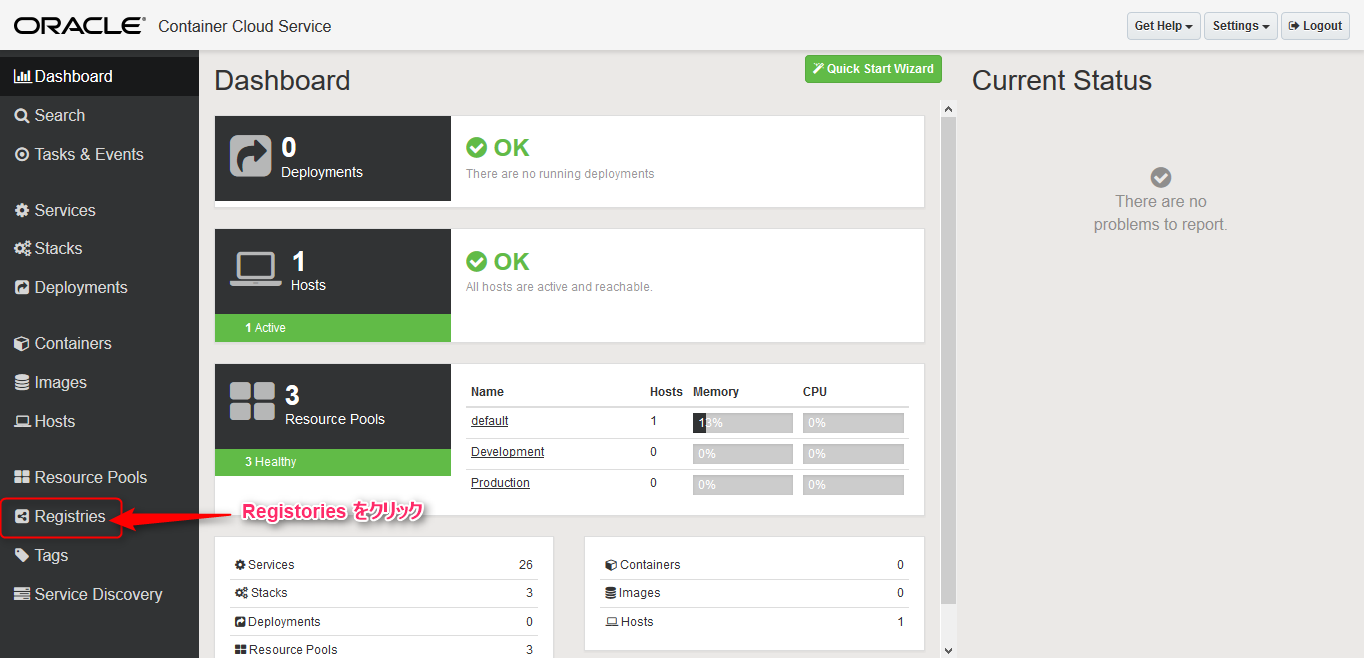 ORACLE® Container Cloud Service
Get Help
Settings
Logout
Dashboard
Search
Tasks & Events
Services
Stacks
Deployments
Containers
Images
Hosts
Resource Pools
Registries
Tags
Service Discovery
Dashboard
Quick Start Wizard
0
Deployments
OK
There are no running deployments
1
Hosts
1 Active
OK
All hosts are active and reachable.
3
Resource Pools
3 Healthy
Name Hosts Memory CPU
default 1 13% 0%
Development 0 0% 0%
Production 0 0% 0%
Registories をクリック
Services 26
Stacks 3
Deployments 0
Resource Pools 3
Containers 0
Images 0
Hosts 1
Current Status
There are no
problems to report.